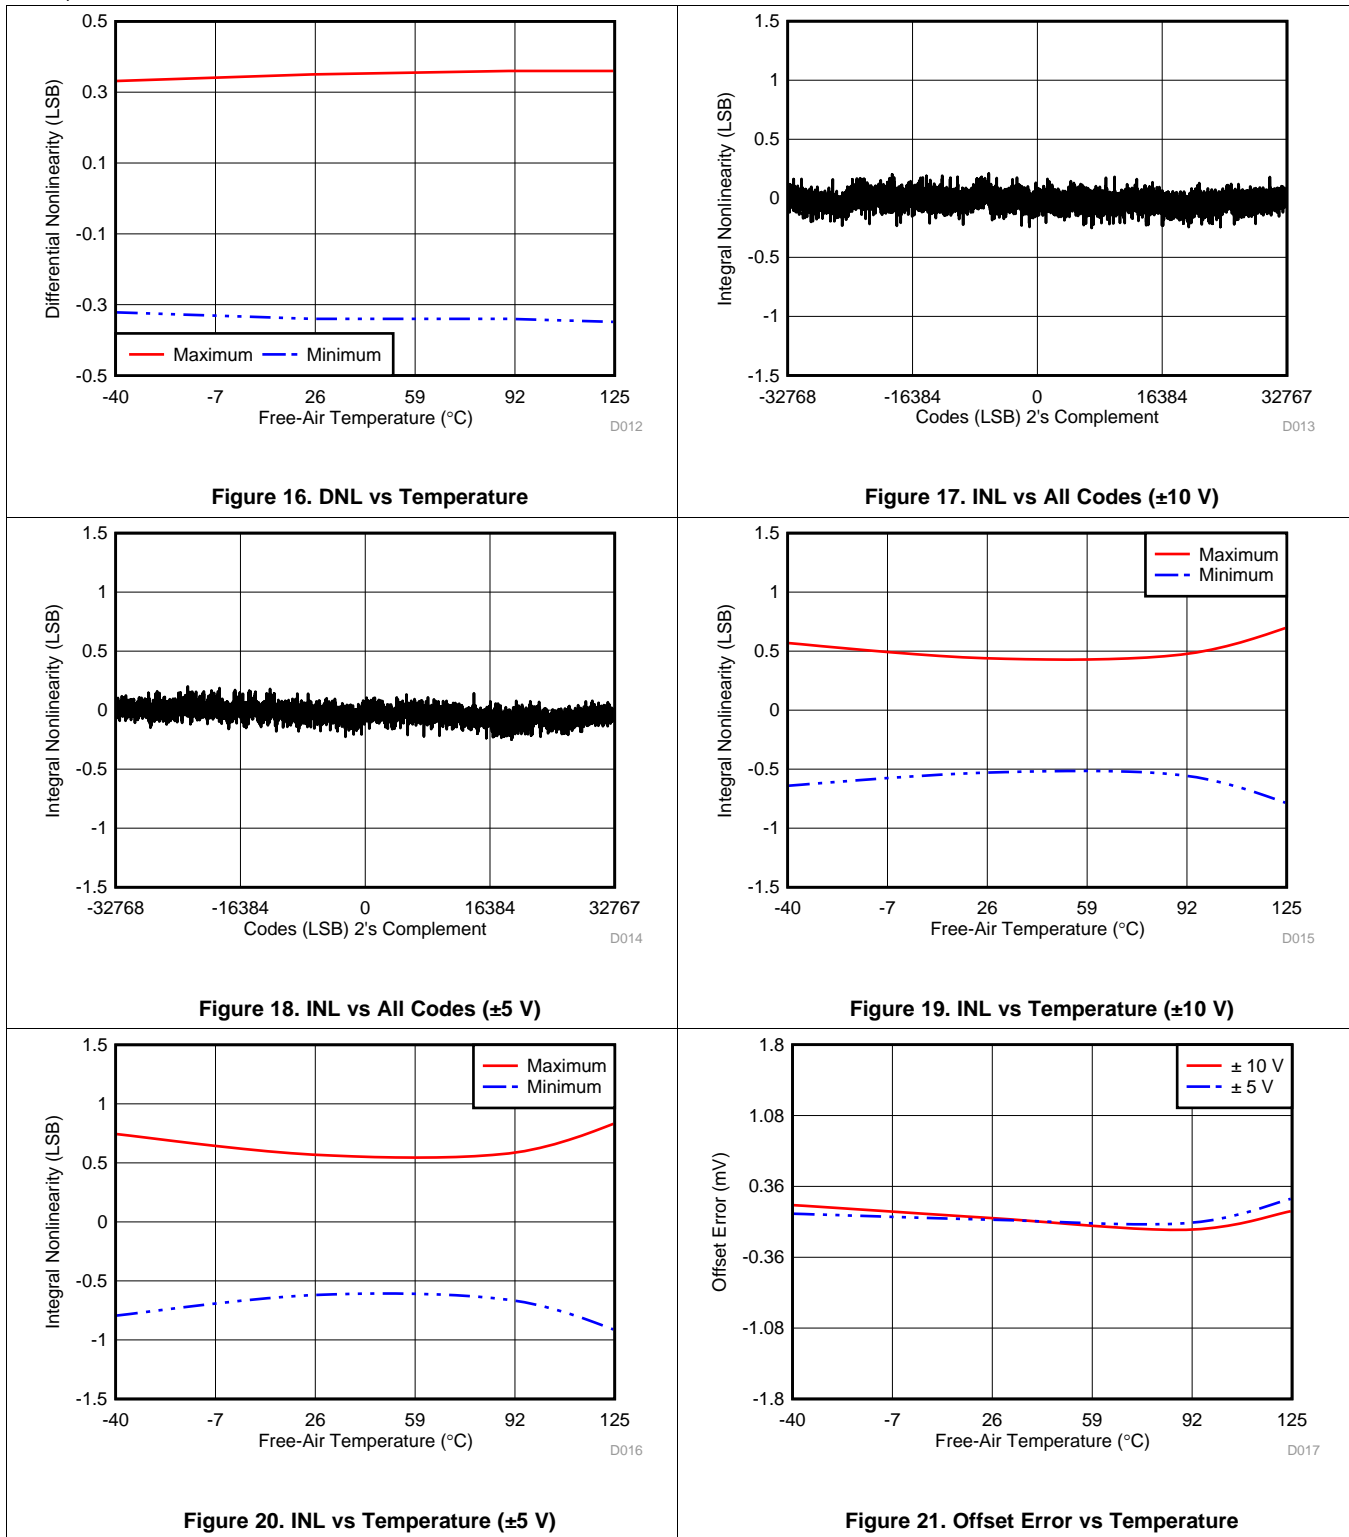 0.5
0.3
0.1
-0.1
-0.3
-0.5
Differential Nonlinearity (LSB)
Maximum Minimum
-40 -7 26 59 92 125
Free-Air Temperature (°C)
D012
Figure 16. DNL vs Temperature
1.5
1
0.5
0
-0.5
-1
-1.5
Integral Nonlinearity (LSB)
-32768 -16384 0 16384 32767
Codes (LSB) 2's Complement
D013
Figure 17. INL vs All Codes (±10 V)
1.5
1
0.5
0
-0.5
-1
-1.5
Integral Nonlinearity (LSB)
-32768 -16384 0 16384 32767
Codes (LSB) 2's Complement
D014
Figure 18. INL vs All Codes (±5 V)
1.5
1
0.5
0
-0.5
-1
-1.5
Integral Nonlinearity (LSB)
Maximum
Minimum
-40 -7 26 59 92 125
Free-Air Temperature (°C)
D015
Figure 19. INL vs Temperature (±10 V)
1.5
1
0.5
0
-0.5
-1
-1.5
Integral Nonlinearity (LSB)
Maximum
Minimum
-40 -7 26 59 92 125
Free-Air Temperature (°C)
D016
Figure 20. INL vs Temperature (±5 V)
1.8
1.08
0.36
-0.36
-1.08
-1.8
Offset Error (mV)
± 10 V
± 5 V
-40 -7 26 59 92 125
Free-Air Temperature (°C)
D017
Figure 21. Offset Error vs Temperature